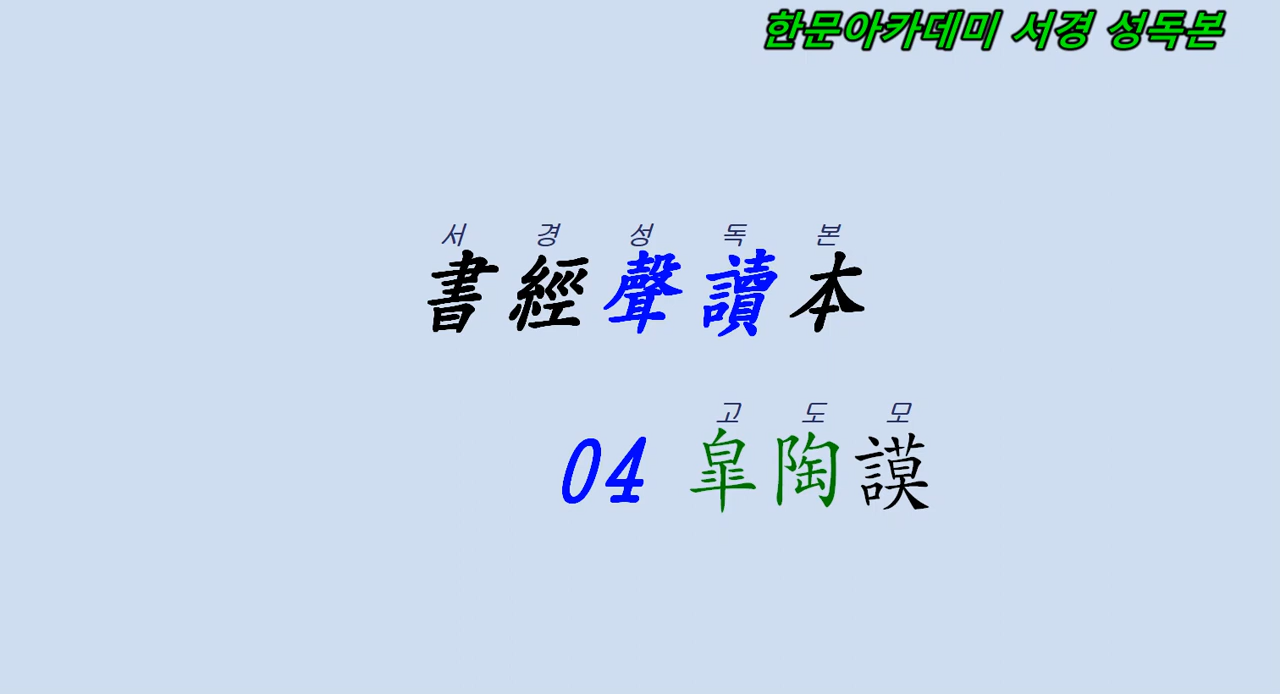 한문아카데미 서경 성독본
서 경 성 독 본
書經聲讀本
고 도 모
04 皐陶謨